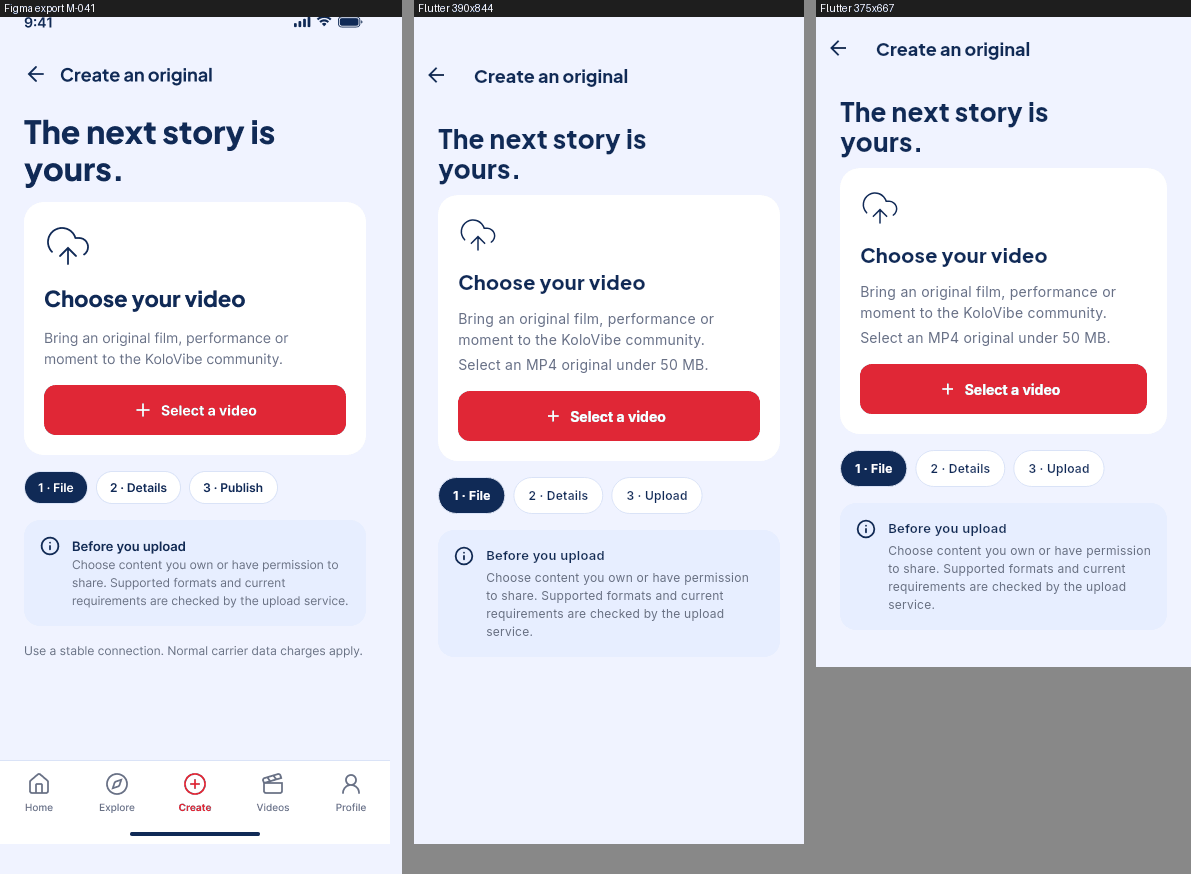 Figma export M-041
9:41
Create an original
The next story is
yours.
Choose your video
Bring an original film, performance or
moment to the KoloVibe community.
Select a video
1 · File
2 · Details
3 · Publish
Before you upload
Choose content you own or have permission to
share. Supported formats and current
requirements are checked by the upload service.
Use a stable connection. Normal carrier data charges apply.
Home
Explore
Create
Videos
Profile
Flutter 390x844
Create an original
The next story is
yours.
Choose your video
Bring an original film, performance or
moment to the KoloVibe community.
Select an MP4 original under 50 MB.
Select a video
1 · File
2 · Details
3 · Upload
Before you upload
Choose content you own or have permission
to share. Supported formats and current
requirements are checked by the upload
service.
Flutter 375x667
Create an original
The next story is
yours.
Choose your video
Bring an original film, performance or
moment to the KoloVibe community.
Select an MP4 original under 50 MB.
Select a video
1 · File
2 · Details
3 · Upload
Before you upload
Choose content you own or have permission
to share. Supported formats and current
requirements are checked by the upload
service.